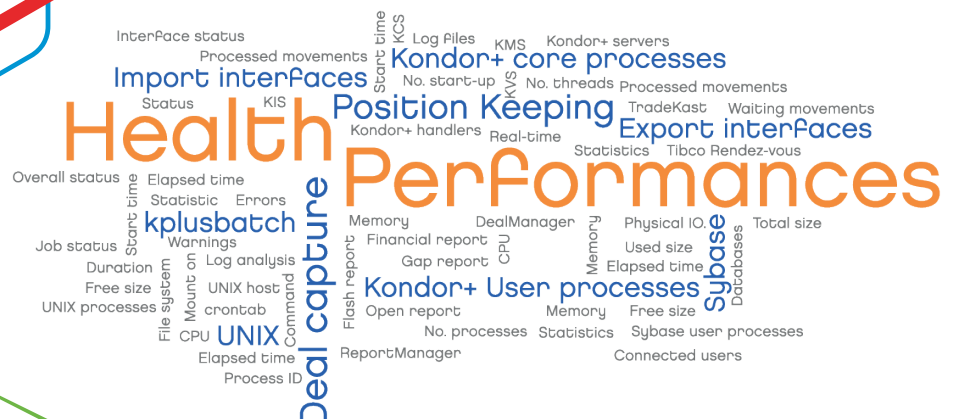 Interface status
Start time
KCS
Log files
KMS
Kondor+ servers
Processed movements
Kondor+ core processes
Import interfaces
No. start-up
KVS
No. threads
Processed movements
Status
KIS
Position Keeping
TradeKast
Waiting movements
Health
Kondor+ handlers
Real-time
Export interfaces
Statistics
Tibco Rendez-vous
Performances
Overall status
Start time
Elapsed time
Statistic
Errors
Deal capture
kplusbatch
Memory
DealManager
Memory
Physical IO.
Sybase
Total size
Job status
Warnings
Flash report
Financial report
CPU
Used size
Databases
Duration
File system
Mount on
Log analysis
Gap report
Elapsed time
Free size
UNIX host
Command
Kondor+ User processes
UNIX processes
crontab
Open report
Memory
Free size
CPU
UNIX
No. processes
Statistics
Sybase user processes
Elapsed time
ReportManager
Connected users
Process ID